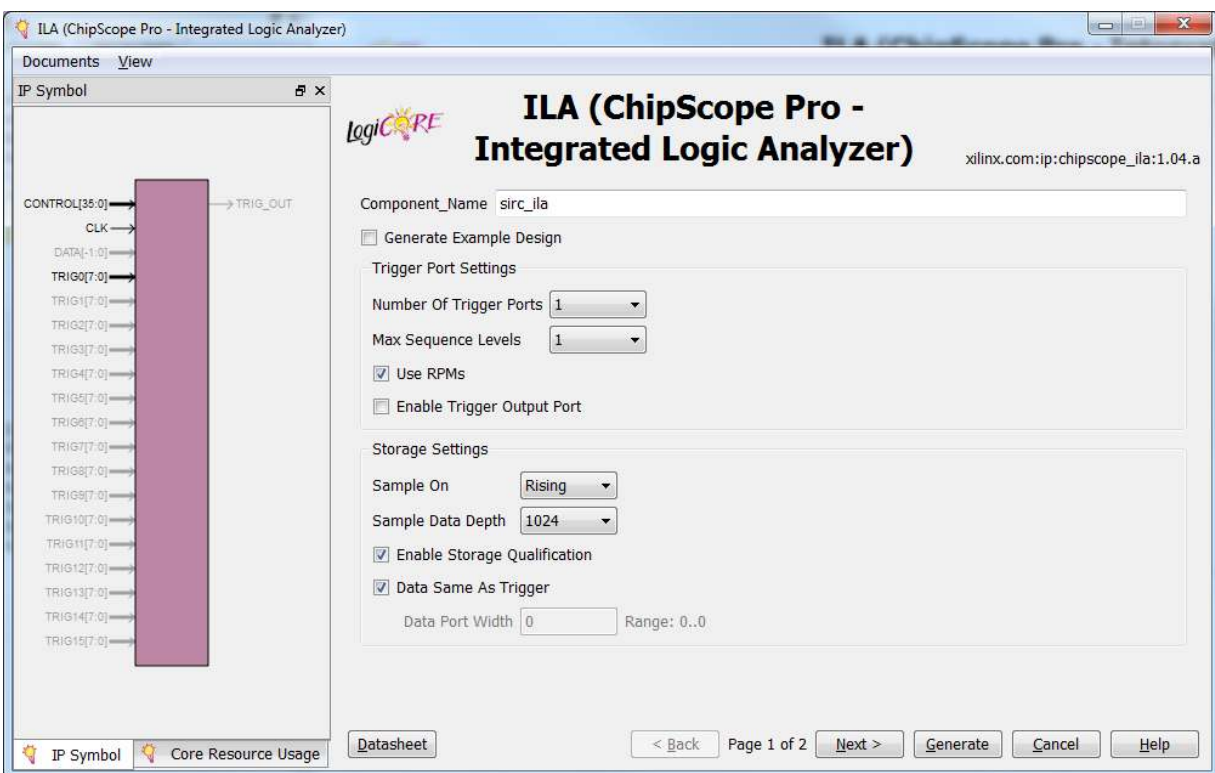 ILA (ChipScope Pro - Integrated Logic Analyzer)
Documents View
IP Symbol
CONTROL[35:0]
CLK
DATA[-1:0]
TRIG0[7:0]
TRIG1[7:0]
TRIG2[7:0]
TRIG3[7:0]
TRIG4[7:0]
TRIG5[7:0]
TRIG6[7:0]
TRIG7[7:0]
TRIG8[7:0]
TRIG9[7:0]
TRIG10[7:0]
TRIG11[7:0]
TRIG12[7:0]
TRIG13[7:0]
TRIG14[7:0]
TRIG15[7:0]
TRIG_OUT
IP Symbol
Core Resource Usage
LogiCORE
ILA (ChipScope Pro -
Integrated Logic Analyzer)
xilinx.com:ip:chipscope_ila:1.04.a
Component_Name sirc_ila
Generate Example Design
Trigger Port Settings
Number Of Trigger Ports 1
Max Sequence Levels 1
Use RPMs
Enable Trigger Output Port
Storage Settings
Sample On Rising
Sample Data Depth 1024
Enable Storage Qualification
Data Same As Trigger
Data Port Width 0 Range: 0..0
Datasheet < Back Page 1 of 2 Next > Generate Cancel Help